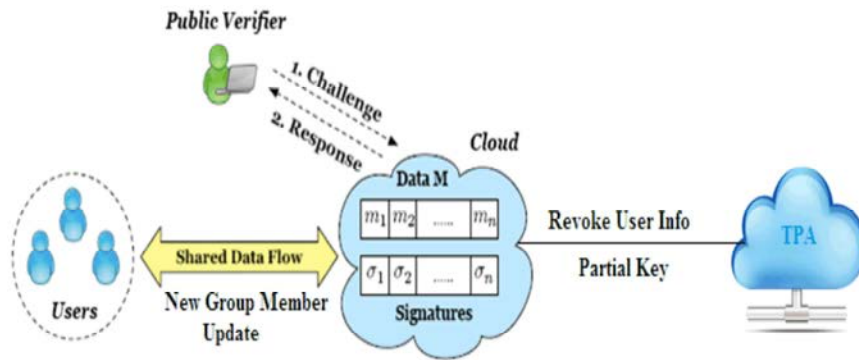 Public Verifier
1. Challenge
2. Response
Cloud
Data M
m₁ m₂ ...... mₙ
σ₁ σ₂ ...... σₙ
Signatures
Shared Data Flow
New Group Member
Update
Users
Revoke User Info
Partial Key
TPA